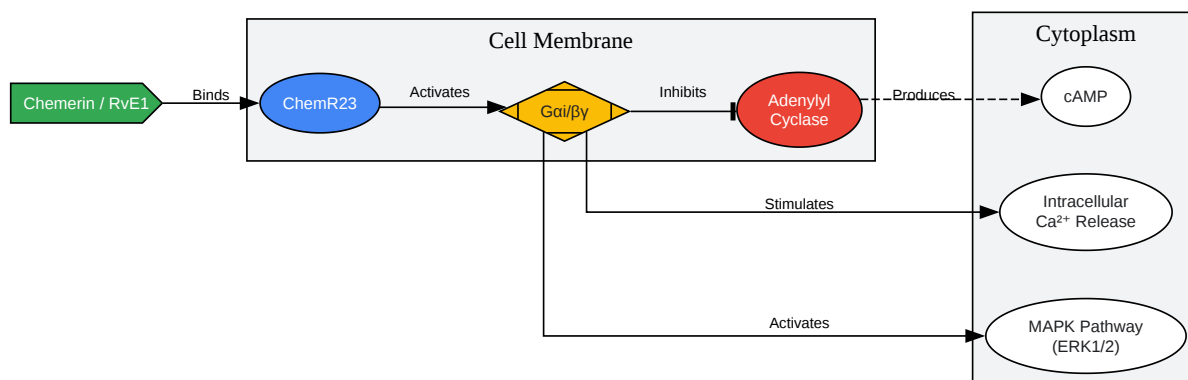 Cell Membrane
Cytoplasm
Chemerin / RvE1
Binds
ChemR23
Activates
Gαi/βγ
Inhibits
Adenylyl
Cyclase
Produces
cAMP
Stimulates
Intracellular
Ca²⁺ Release
Activates
MAPK Pathway
(ERK1/2)